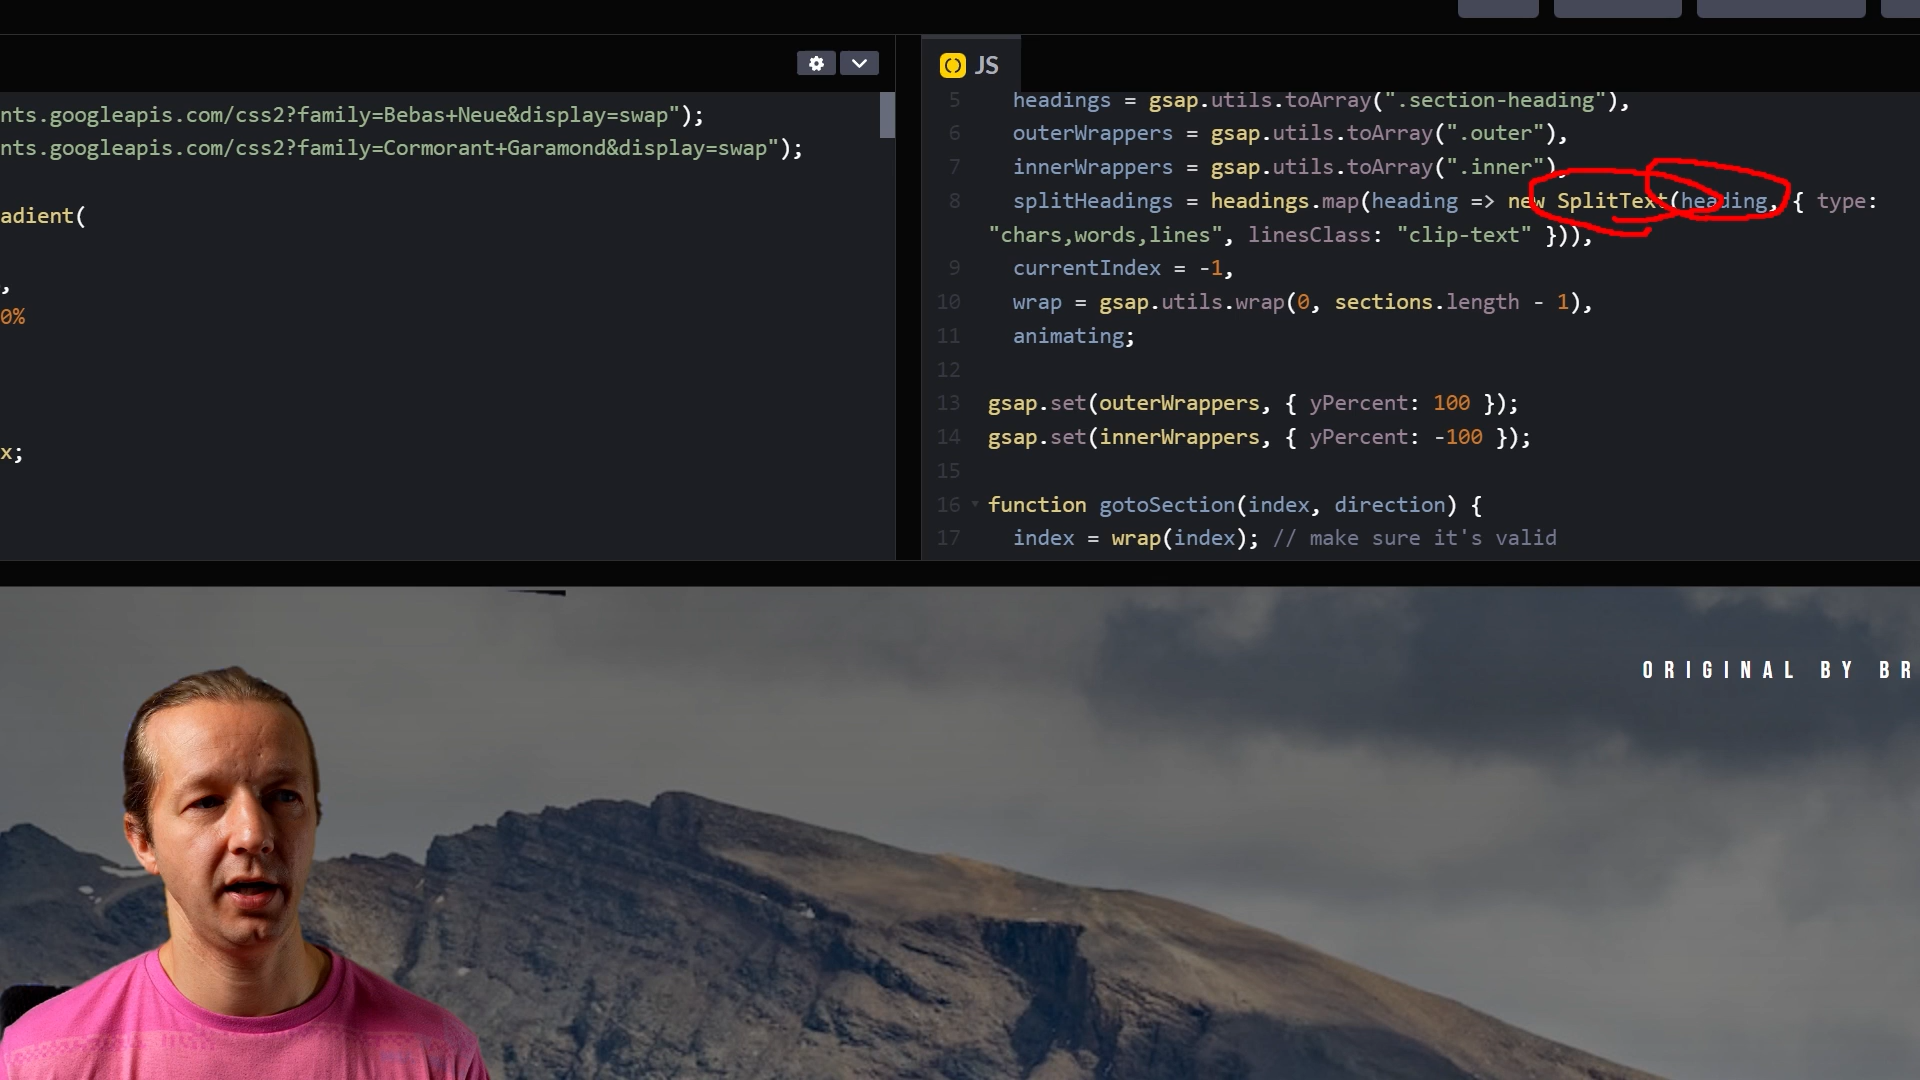 JS
nts.googleapis.com/css2?family=Bebas+Neue&display=swap");
nts.googleapis.com/css2?family=Cormorant+Garamond&display=swap");
adient(
,
0%
x;
5 headings = gsap.utils.toArray(".section-heading"),
6 outerWrappers = gsap.utils.toArray(".outer"),
7 innerWrappers = gsap.utils.toArray(".inner"),
8 splitHeadings = headings.map(heading => new SplitText(heading, { type:
"chars,words,lines", linesClass: "clip-text" })),
9 currentIndex = -1,
10 wrap = gsap.utils.wrap(0, sections.length - 1),
11 animating;
12
13 gsap.set(outerWrappers, { yPercent: 100 });
14 gsap.set(innerWrappers, { yPercent: -100 });
15
16 function gotoSection(index, direction) {
17 index = wrap(index); // make sure it's valid
ORIGINAL BY BR